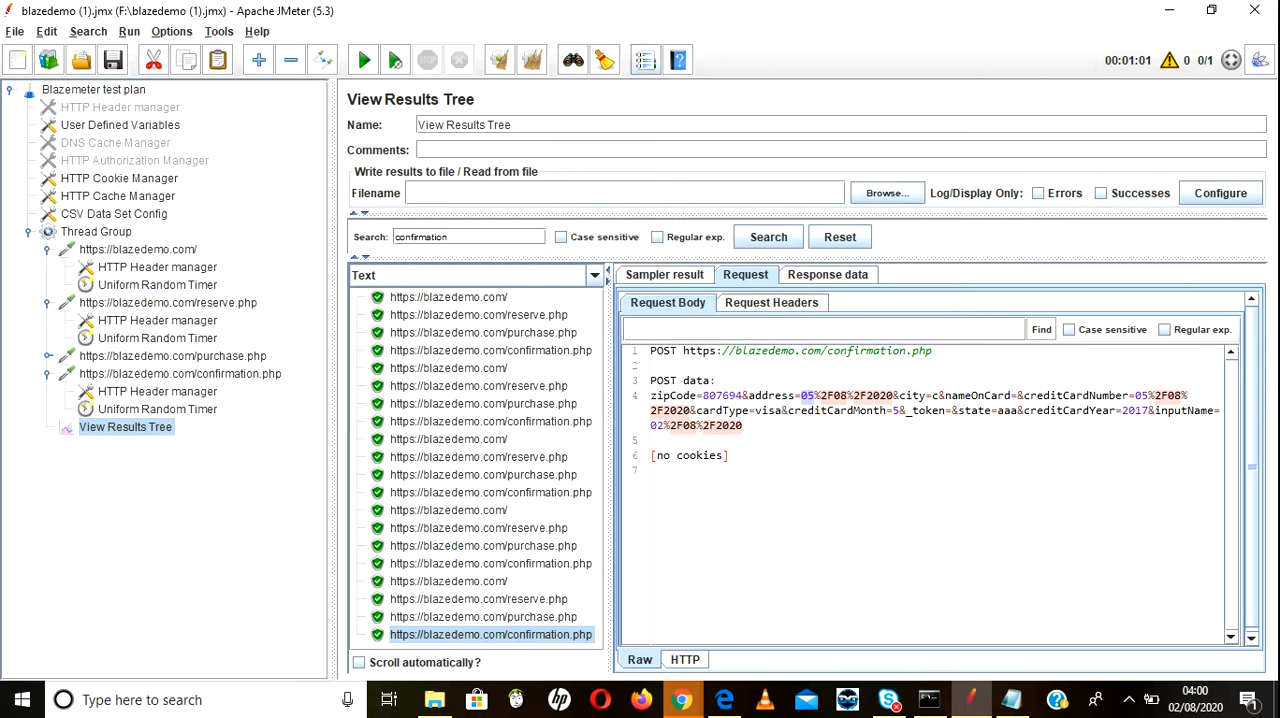 blazedemo (1).jmx (F:\blazedemo (1).jmx) - Apache JMeter (5.3)
File Edit Search Run Options Tools Help
00:01:01 0 0/1
Blazemeter test plan
HTTP Header manager
User Defined Variables
DNS Cache Manager
HTTP Authorization Manager
HTTP Cookie Manager
HTTP Cache Manager
CSV Data Set Config
Thread Group
https://blazedemo.com/
HTTP Header manager
Uniform Random Timer
https://blazedemo.com/reserve.php
HTTP Header manager
Uniform Random Timer
https://blazedemo.com/purchase.php
https://blazedemo.com/confirmation.php
HTTP Header manager
Uniform Random Timer
View Results Tree
View Results Tree
Name: View Results Tree
Comments:
Write results to file / Read from file
Filename Browse... Log/Display Only: Errors Successes Configure
Search: confirmation Case sensitive Regular exp. Search Reset
Text
https://blazedemo.com/
https://blazedemo.com/reserve.php
https://blazedemo.com/purchase.php
https://blazedemo.com/confirmation.php
https://blazedemo.com/
https://blazedemo.com/reserve.php
https://blazedemo.com/purchase.php
https://blazedemo.com/confirmation.php
https://blazedemo.com/
https://blazedemo.com/reserve.php
https://blazedemo.com/purchase.php
https://blazedemo.com/confirmation.php
https://blazedemo.com/
https://blazedemo.com/reserve.php
https://blazedemo.com/purchase.php
https://blazedemo.com/confirmation.php
https://blazedemo.com/
https://blazedemo.com/reserve.php
https://blazedemo.com/purchase.php
https://blazedemo.com/confirmation.php
Scroll automatically?
Sampler result Request Response data
Request Body Request Headers
Find Case sensitive Regular exp.
1 POST https://blazedemo.com/confirmation.php
2
3 POST data:
4 zipCode=807694&address=05%2F08%2F2020&city=c&nameOnCard=&creditCardNumber=05%2F08%
2F2020&cardType=visa&creditCardMonth=5&_token=&state=aaa&creditCardYear=2017&inputName=
02%2F08%2F2020
5
6 [no cookies]
7
Raw HTTP
Type here to search
04:00
02/08/2020
1